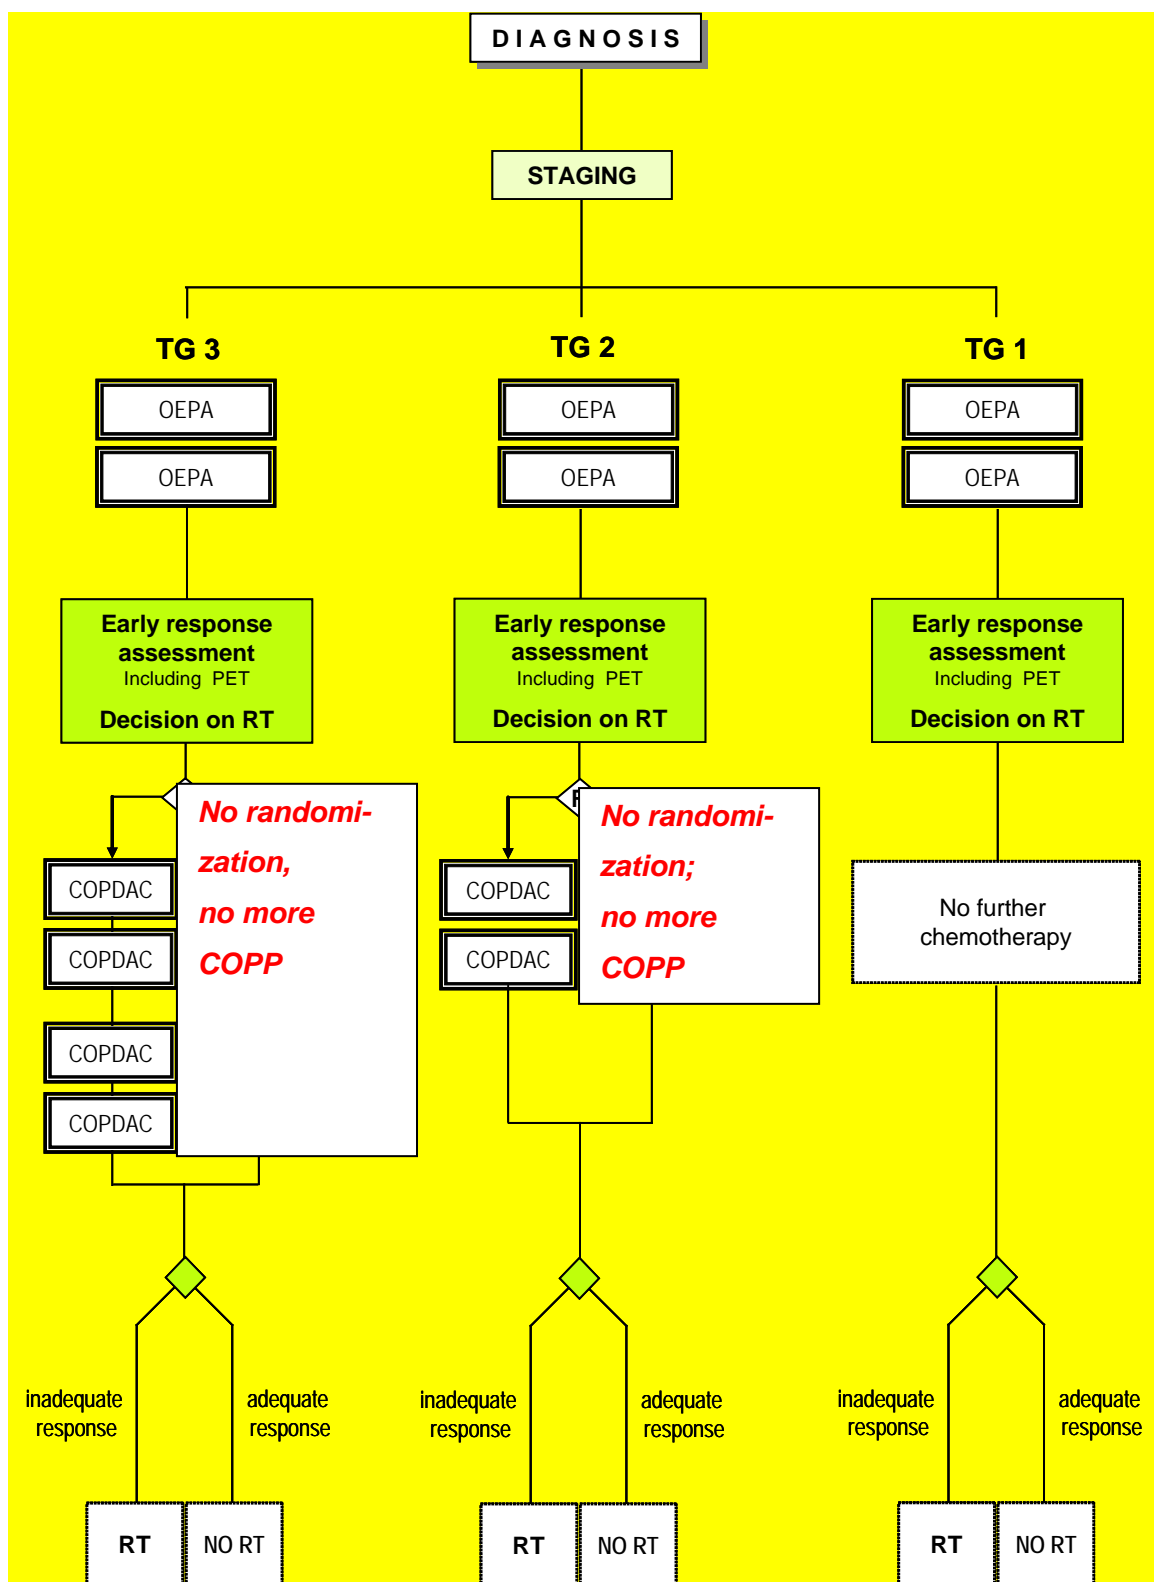 DIAGNOSIS
STAGING
TG 3
TG 2
TG 1
OEPA
OEPA
OEPA
OEPA
OEPA
OEPA
Early response
assessment
Including PET
Decision on RT
Early response
assessment
Including PET
Decision on RT
Early response
assessment
Including PET
Decision on RT
No randomi-
zation,
no more
COPP
No randomi-
zation;
no more
COPP
COPDAC
COPDAC
COPDAC
COPDAC
COPDAC
COPDAC
No further
chemotherapy
inadequate
response
adequate
response
inadequate
response
adequate
response
inadequate
response
adequate
response
RT
NO RT
RT
NO RT
RT
NO RT